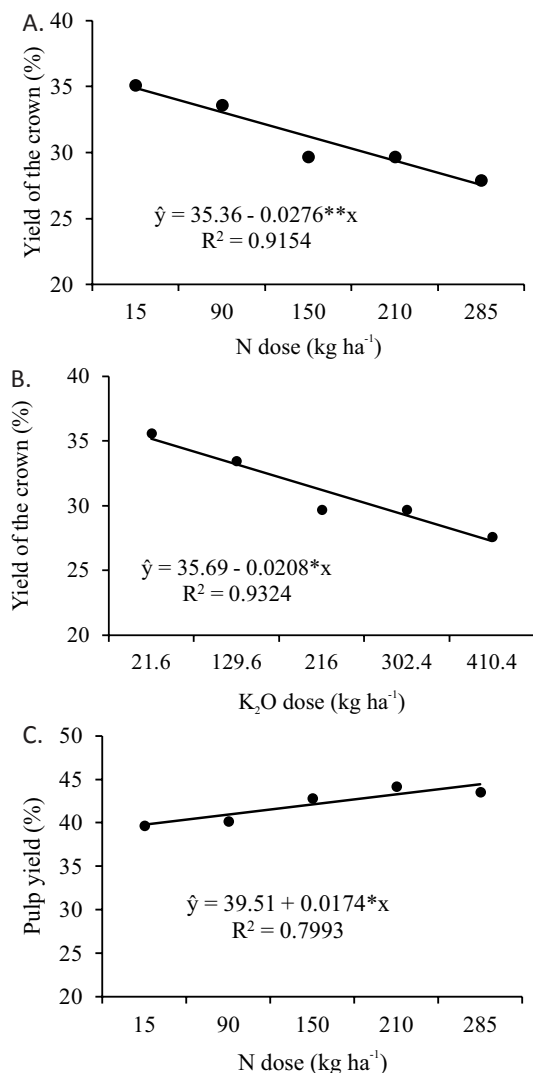 A.
40
35
30
25
20
Yield of the crown (%)
ŷ = 35.36 - 0.0276**x
R² = 0.9154
15 90 150 210 285
N dose (kg ha⁻¹)
B.
40
35
30
25
20
Yield of the crown (%)
ŷ = 35.69 - 0.0208*x
R² = 0.9324
21.6 129.6 216 302.4 410.4
K₂O dose (kg ha⁻¹)
C.
50
45
40
35
30
25
20
Pulp yield (%)
ŷ = 39.51 + 0.0174*x
R² = 0.7993
15 90 150 210 285
N dose (kg ha⁻¹)